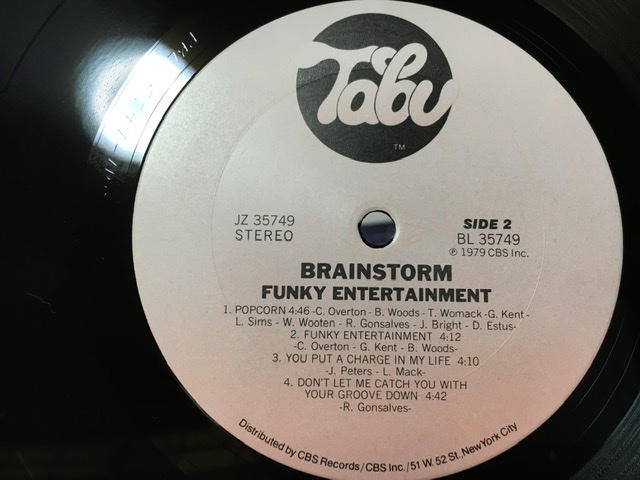 Tabu
TM
JZ 35749
STEREO
SIDE 2
BL 35749
℗ 1979 CBS Inc.
BRAINSTORM
FUNKY ENTERTAINMENT
1. POPCORN 4:46 -C. Overton - B. Woods - T. Womack -G. Kent -
L. Sims - W. Wooten - R. Gonsalves - J. Bright - D. Estus-
2. FUNKY ENTERTAINMENT 4:12
-C. Overton - G. Kent - B. Woods-
3. YOU PUT A CHARGE IN MY LIFE 4:10
-J. Peters - L. Mack-
4. DON'T LET ME CATCH YOU WITH
YOUR GROOVE DOWN 4:42
-R. Gonsalves-
Distributed by CBS Records/CBS Inc./51 W. 52 St., New York City